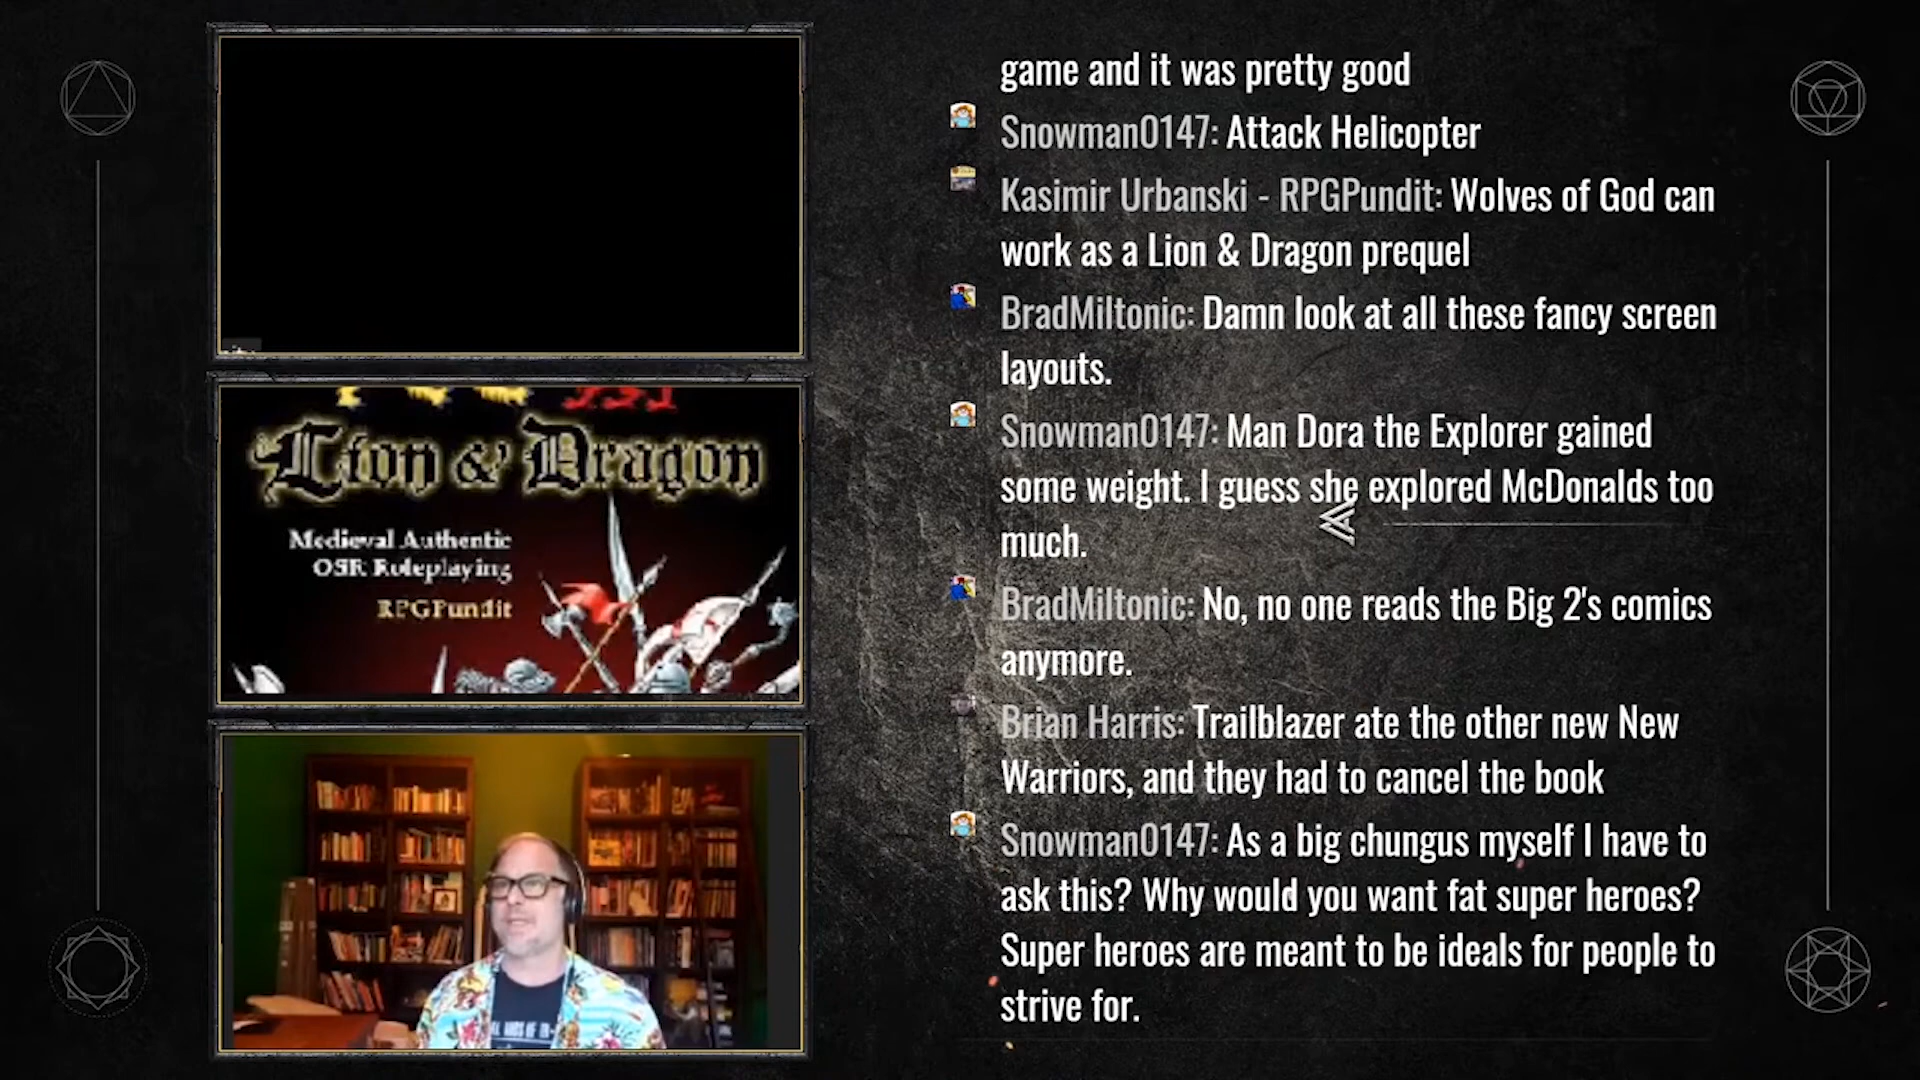 Lion & Dragon
Medieval Authentic
OSR Roleplaying
RPGPundit
game and it was pretty good
Snowman0147: Attack Helicopter
Kasimir Urbanski - RPGPundit: Wolves of God can
work as a Lion & Dragon prequel
BradMiltonic: Damn look at all these fancy screen
layouts.
Snowman0147: Man Dora the Explorer gained
some weight. I guess she explored McDonalds too
much.
BradMiltonic: No, no one reads the Big 2's comics
anymore.
Brian Harris: Trailblazer ate the other new New
Warriors, and they had to cancel the book
Snowman0147: As a big chungus myself I have to
ask this? Why would you want fat super heroes?
Super heroes are meant to be ideals for people to
strive for.